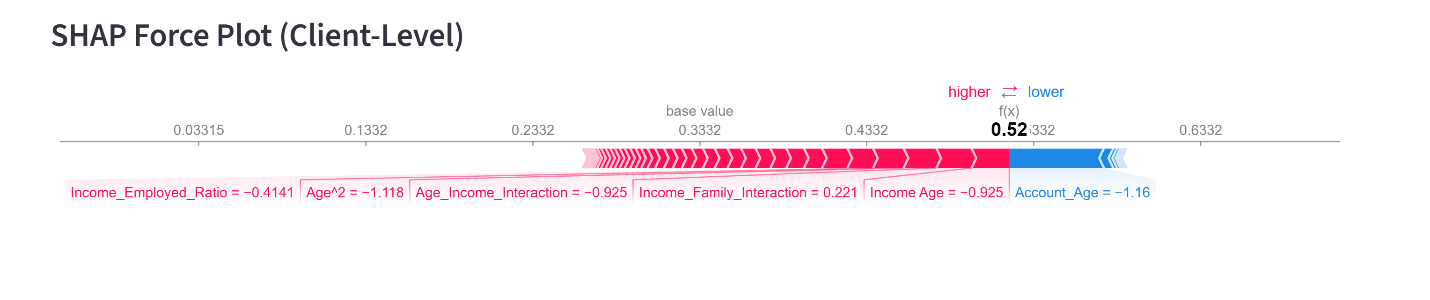 SHAP Force Plot (Client-Level)
higher ⇄ lower
base value f(x)
0.03315 0.1332 0.2332 0.3332 0.4332 0.52 0.6332
Income_Employed_Ratio = −0.4141 Age^2 = −1.118 Age_Income_Interaction = −0.925 Income_Family_Interaction = 0.221 Income Age = −0.925 Account_Age = −1.16